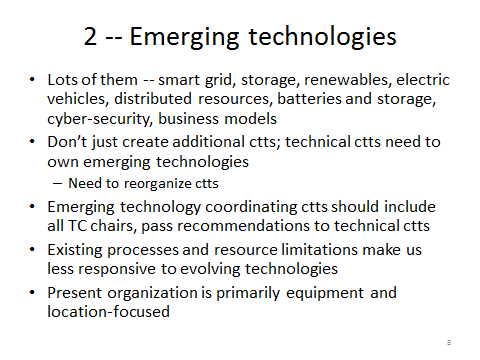 2 -- Emerging technologies
• Lots of them -- smart grid, storage, renewables, electric
vehicles, distributed resources, batteries and storage,
cyber-security, business models
• Don’t just create additional ctts; technical ctts need to
own emerging technologies
– Need to reorganize ctts
• Emerging technology coordinating ctts should include
all TC chairs, pass recommendations to technical ctts
• Existing processes and resource limitations make us
less responsive to evolving technologies
• Present organization is primarily equipment and
location-focused
8